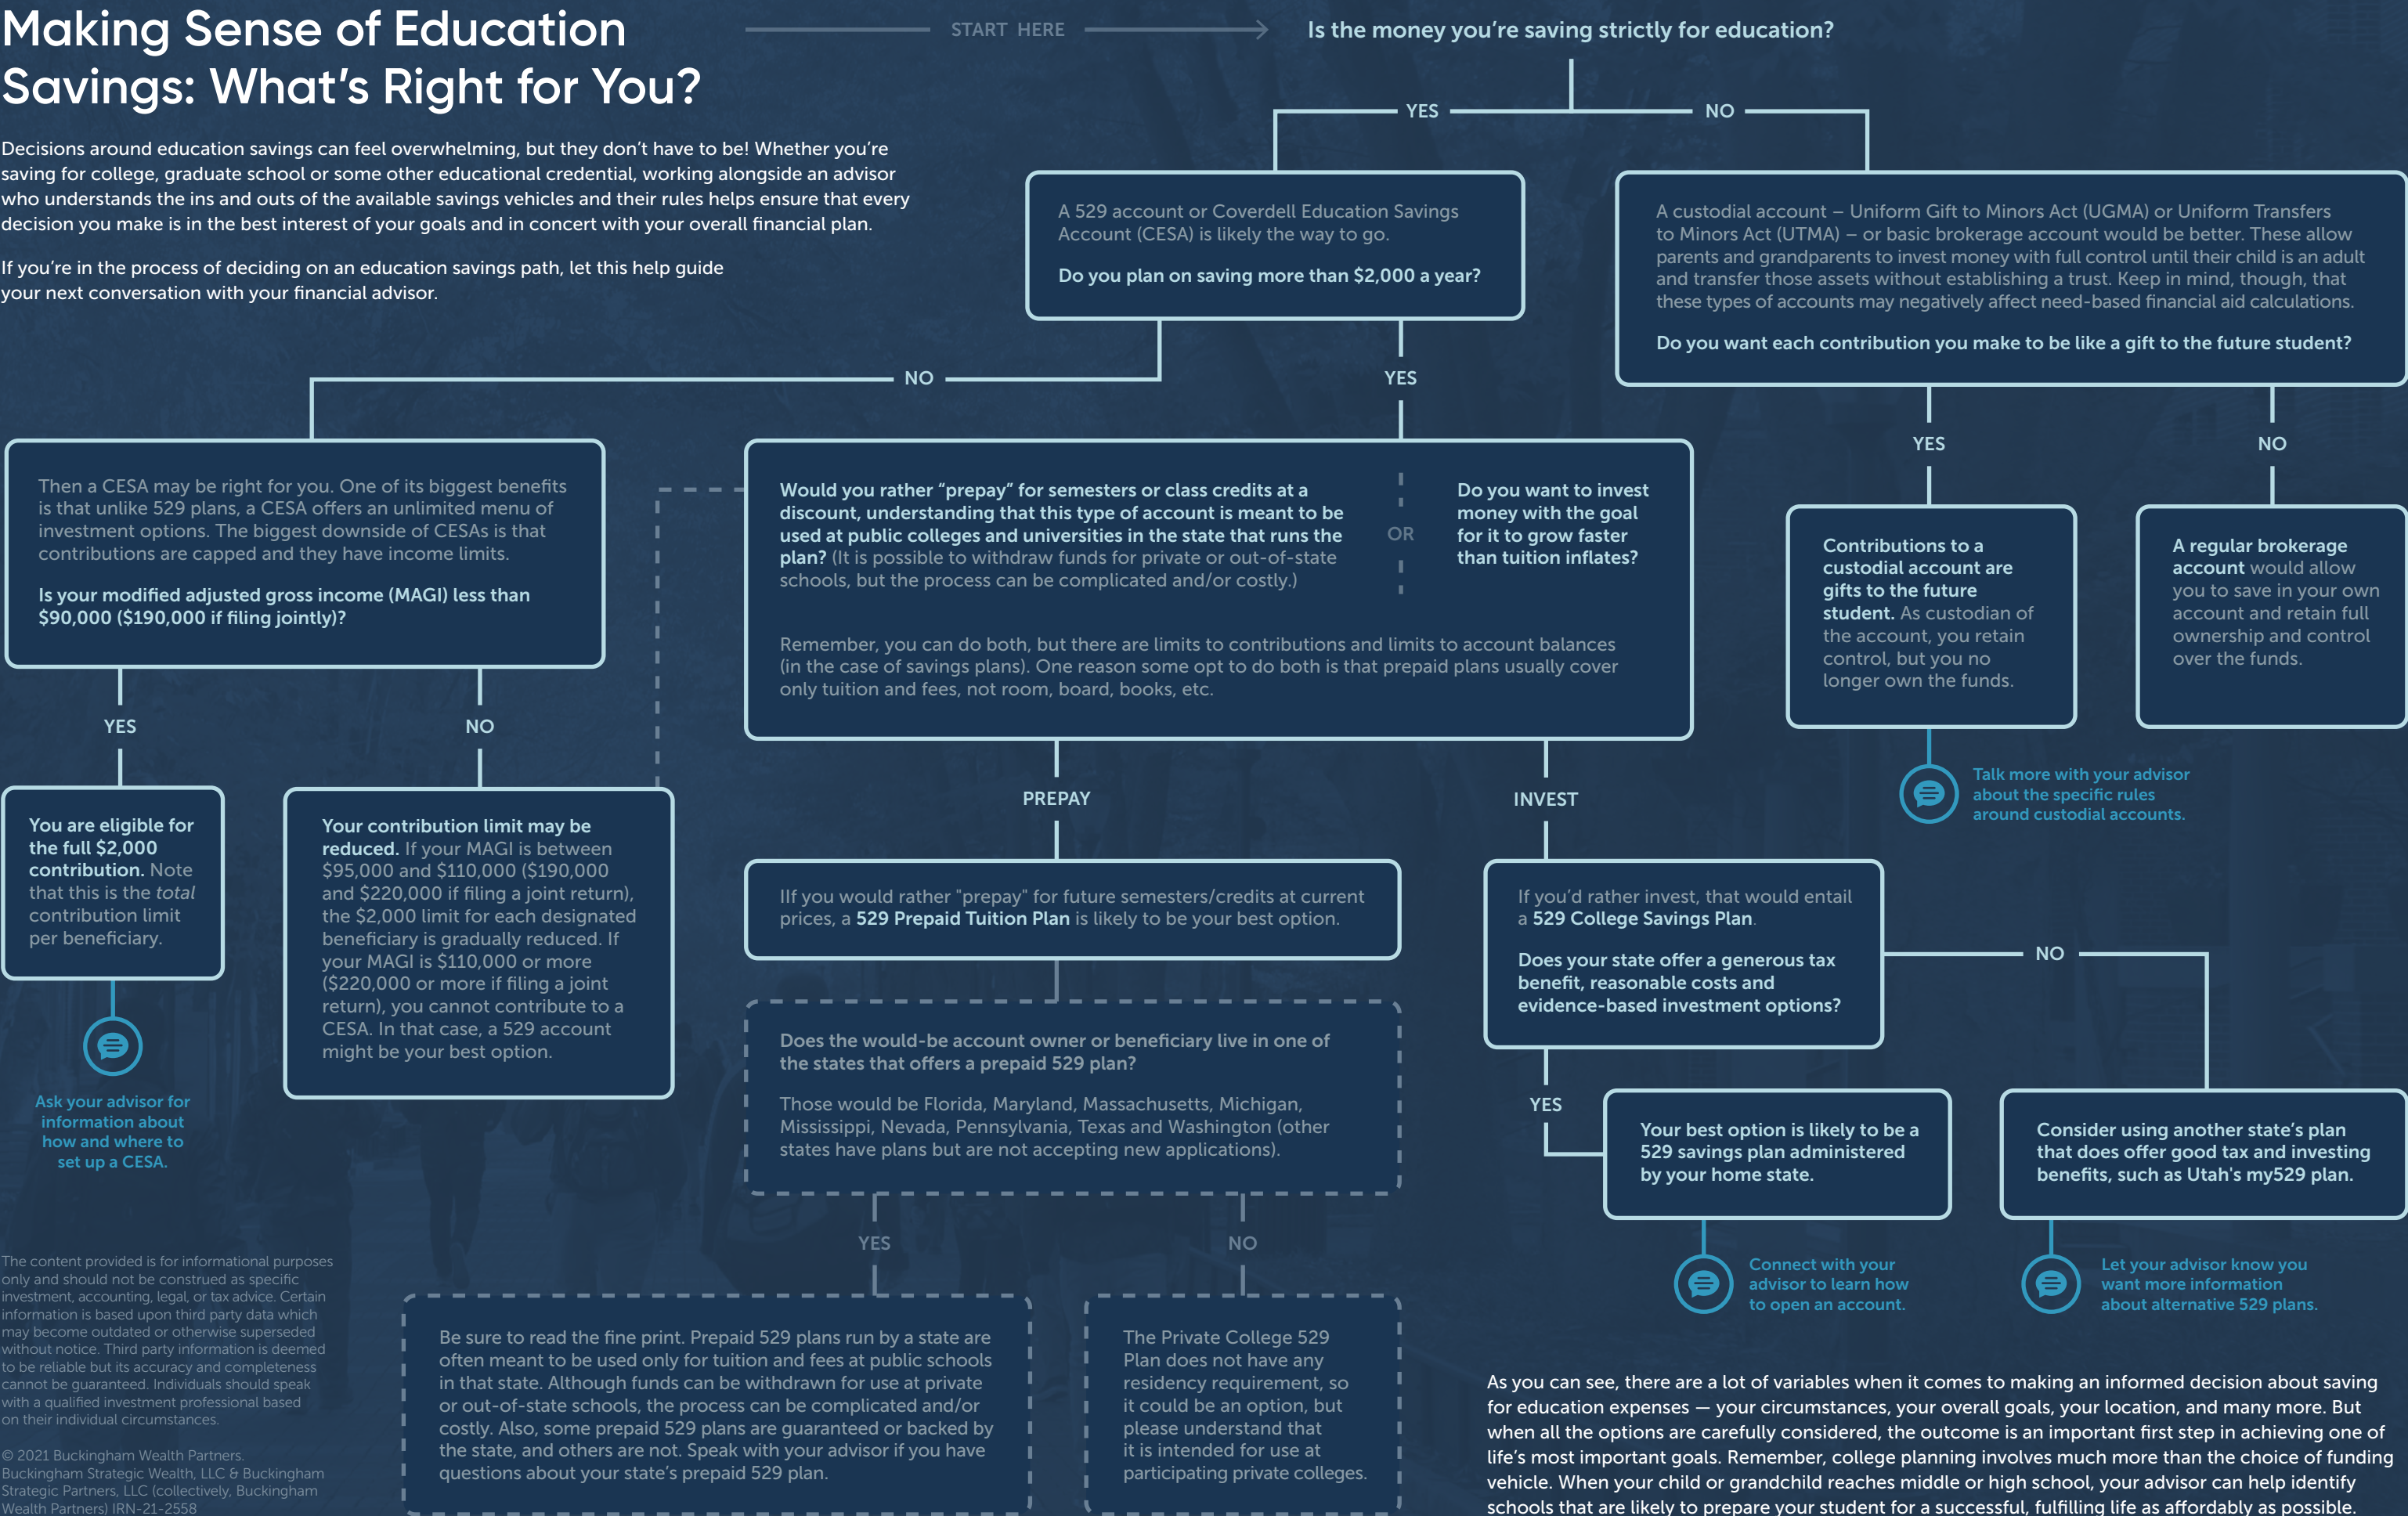 Making Sense of Education
Savings: What's Right for You?
Decisions around education savings can feel overwhelming, but they don't have to be! Whether you're
saving for college, graduate school or some other educational credential, working alongside an advisor
who understands the ins and outs of the available savings vehicles and their rules helps ensure that every
decision you make is in the best interest of your goals and in concert with your overall financial plan.
If you're in the process of deciding on an education savings path, let this help guide
your next conversation with your financial advisor.
START HERE
Is the money you're saving strictly for education?
YES
NO
A 529 account or Coverdell Education Savings
Account (CESA) is likely the way to go.
Do you plan on saving more than $2,000 a year?
A custodial account – Uniform Gift to Minors Act (UGMA) or Uniform Transfers
to Minors Act (UTMA) – or basic brokerage account would be better. These allow
parents and grandparents to invest money with full control until their child is an adult
and transfer those assets without establishing a trust. Keep in mind, though, that
these types of accounts may negatively affect need-based financial aid calculations.
Do you want each contribution you make to be like a gift to the future student?
NO
YES
YES
NO
Then a CESA may be right for you. One of its biggest benefits
is that unlike 529 plans, a CESA offers an unlimited menu of
investment options. The biggest downside of CESAs is that
contributions are capped and they have income limits.
Is your modified adjusted gross income (MAGI) less than
$90,000 ($190,000 if filing jointly)?
Would you rather “prepay” for semesters or class credits at a
discount, understanding that this type of account is meant to be
used at public colleges and universities in the state that runs the
plan? (It is possible to withdraw funds for private or out-of-state
schools, but the process can be complicated and/or costly.)
OR
Do you want to invest
money with the goal
for it to grow faster
than tuition inflates?
Remember, you can do both, but there are limits to contributions and limits to account balances
(in the case of savings plans). One reason some opt to do both is that prepaid plans usually cover
only tuition and fees, not room, board, books, etc.
Contributions to a
custodial account are
gifts to the future
student. As custodian of
the account, you retain
control, but you no
longer own the funds.
A regular brokerage
account would allow
you to save in your own
account and retain full
ownership and control
over the funds.
Talk more with your advisor
about the specific rules
around custodial accounts.
YES
NO
You are eligible for
the full $2,000
contribution. Note
that this is the total
contribution limit
per beneficiary.
Ask your advisor for
information about
how and where to
set up a CESA.
Your contribution limit may be
reduced. If your MAGI is between
$95,000 and $110,000 ($190,000
and $220,000 if filing a joint return),
the $2,000 limit for each designated
beneficiary is gradually reduced. If
your MAGI is $110,000 or more
($220,000 or more if filing a joint
return), you cannot contribute to a
CESA. In that case, a 529 account
might be your best option.
PREPAY
INVEST
IIf you would rather "prepay" for future semesters/credits at current
prices, a 529 Prepaid Tuition Plan is likely to be your best option.
Does the would-be account owner or beneficiary live in one of
the states that offers a prepaid 529 plan?
Those would be Florida, Maryland, Massachusetts, Michigan,
Mississippi, Nevada, Pennsylvania, Texas and Washington (other
states have plans but are not accepting new applications).
YES
NO
Be sure to read the fine print. Prepaid 529 plans run by a state are
often meant to be used only for tuition and fees at public schools
in that state. Although funds can be withdrawn for use at private
or out-of-state schools, the process can be complicated and/or
costly. Also, some prepaid 529 plans are guaranteed or backed by
the state, and others are not. Speak with your advisor if you have
questions about your state's prepaid 529 plan.
The Private College 529
Plan does not have any
residency requirement, so
it could be an option, but
please understand that
it is intended for use at
participating private colleges.
If you'd rather invest, that would entail
a 529 College Savings Plan.
Does your state offer a generous tax
benefit, reasonable costs and
evidence-based investment options?
NO
YES
Your best option is likely to be a
529 savings plan administered
by your home state.
Consider using another state's plan
that does offer good tax and investing
benefits, such as Utah's my529 plan.
Connect with your
advisor to learn how
to open an account.
Let your advisor know you
want more information
about alternative 529 plans.
The content provided is for informational purposes
only and should not be construed as specific
investment, accounting, legal, or tax advice. Certain
information is based upon third party data which
may become outdated or otherwise superseded
without notice. Third party information is deemed
to be reliable but its accuracy and completeness
cannot be guaranteed. Individuals should speak
with a qualified investment professional based
on their individual circumstances.
© 2021 Buckingham Wealth Partners.
Buckingham Strategic Wealth, LLC & Buckingham
Strategic Partners, LLC (collectively, Buckingham
Wealth Partners) IRN-21-2558
As you can see, there are a lot of variables when it comes to making an informed decision about saving
for education expenses — your circumstances, your overall goals, your location, and many more. But
when all the options are carefully considered, the outcome is an important first step in achieving one of
life's most important goals. Remember, college planning involves much more than the choice of funding
vehicle. When your child or grandchild reaches middle or high school, your advisor can help identify
schools that are likely to prepare your student for a successful, fulfilling life as affordably as possible.